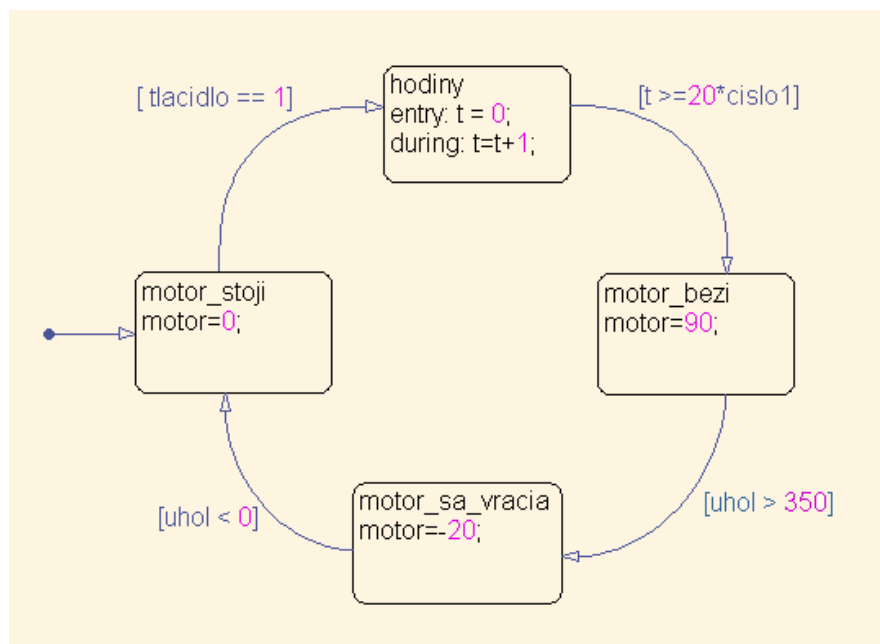 [ tlacidlo == 1]
hodiny
entry: t = 0;
during: t=t+1;
[t >=20*cislo1]
motor_stoji
motor=0;
motor_bezi
motor=90;
[uhol < 0]
motor_sa_vracia
motor=-20;
[uhol > 350]